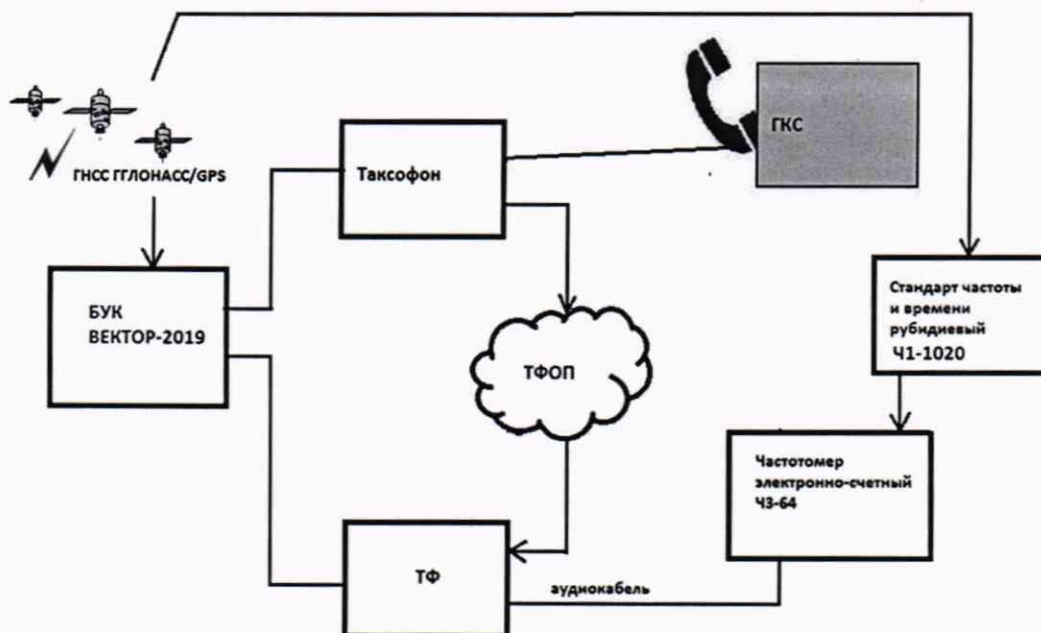 ГКС
Таксофон
ГНСС ГГЛОНАСС/GPS
БУК
ВЕКТОР-2019
Стандарт частоты
и времени
рубидиевый
Ч1-1020
ТФОП
Частотомер
электронно-счетный
Ч3-64
ТФ
аудиокабель